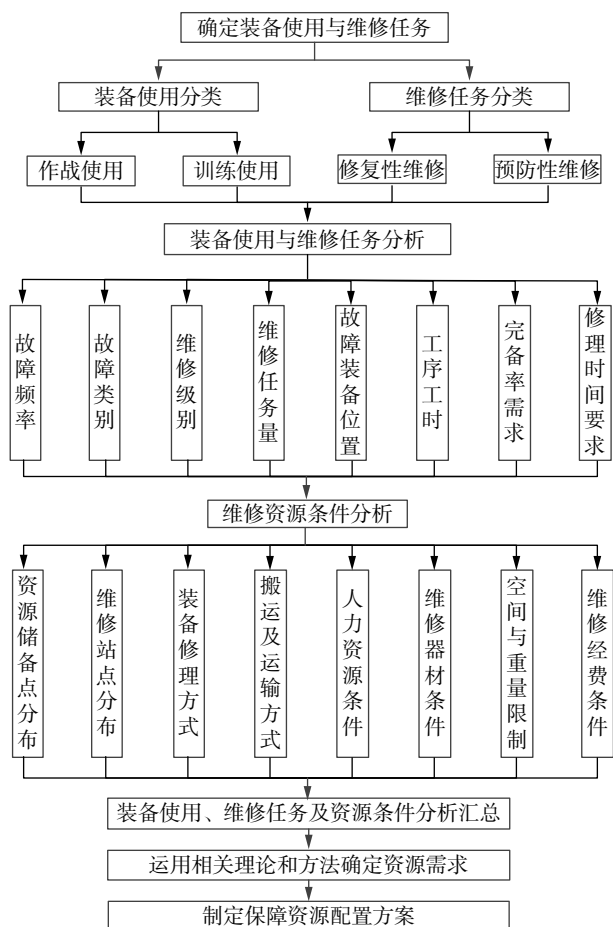 确定装备使用与维修任务
装备使用分类
维修任务分类
作战使用
训练使用
修复性维修
预防性维修
装备使用与维修任务分析
故障频率
故障类别
维修级别
维修任务量
故障装备位置
工序工时
完备率需求
修理时间要求
维修资源条件分析
资源储备点分布
维修站点分布
装备修理方式
搬运及运输方式
人力资源条件
维修器材条件
空间与重量限制
维修经费条件
装备使用、维修任务及资源条件分析汇总
运用相关理论和方法确定资源需求
制定保障资源配置方案